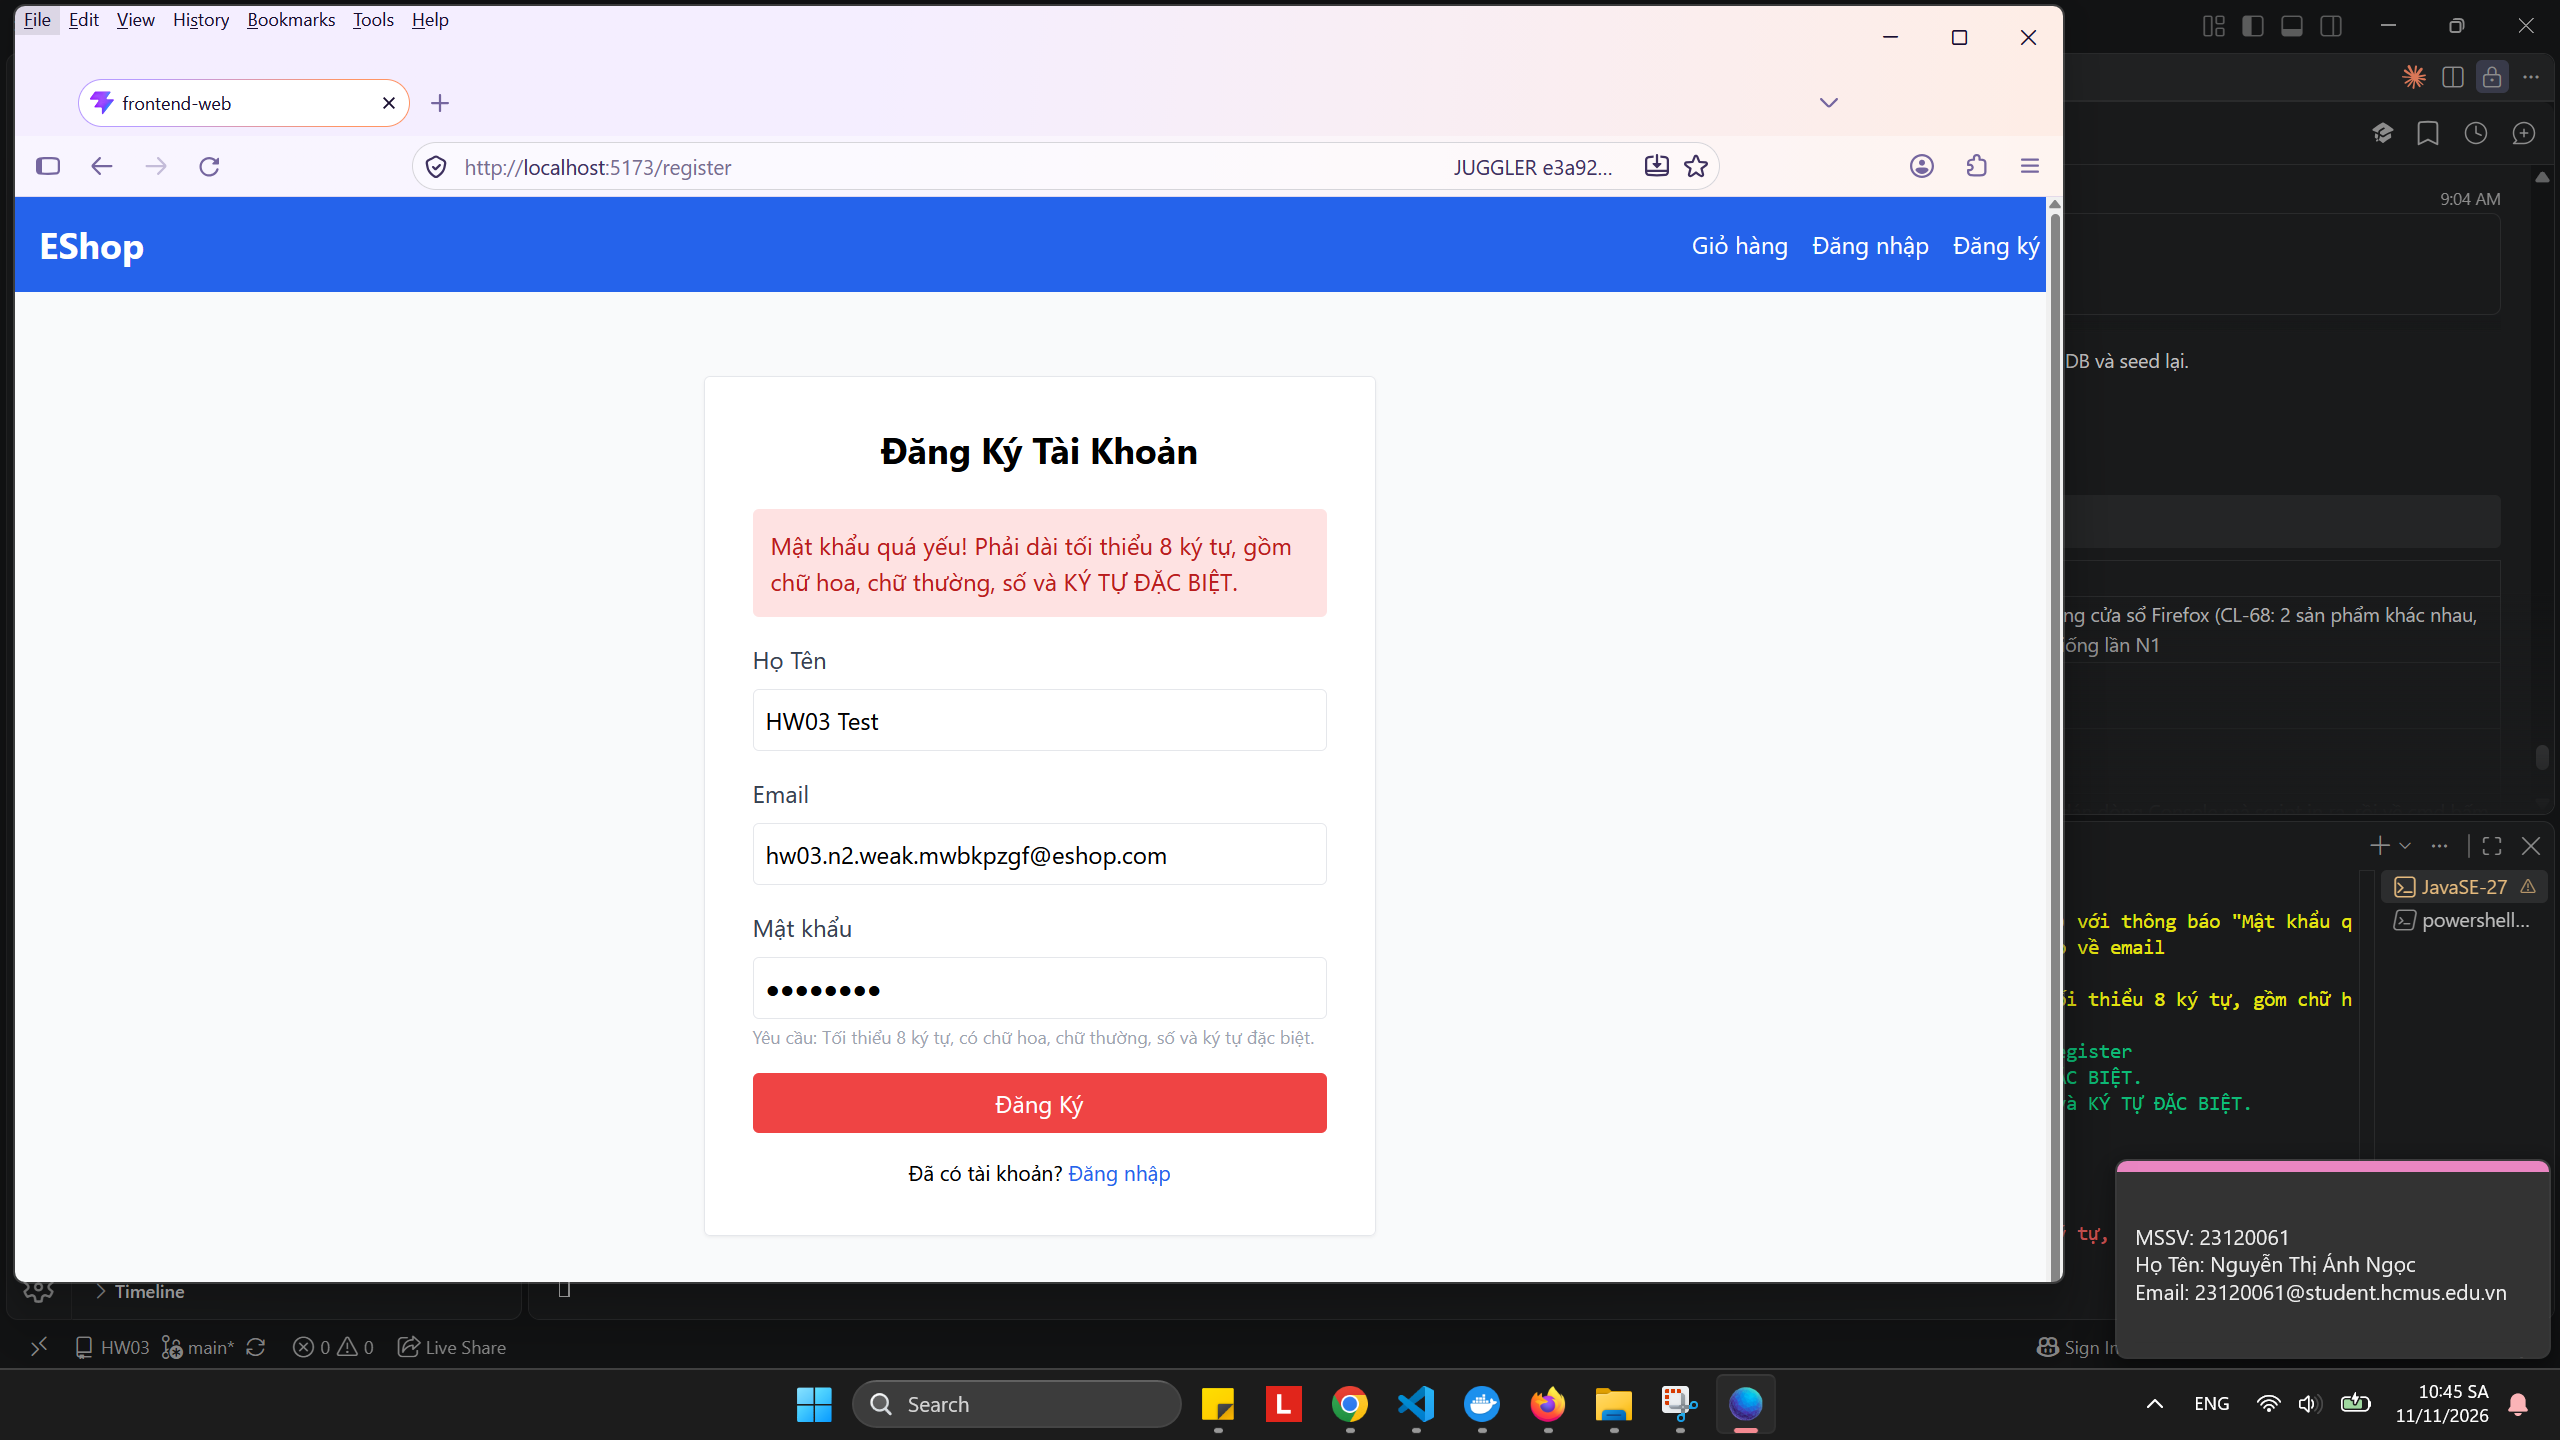 File Edit View History Bookmarks Tools Help
frontend-web
http://localhost:5173/register
JUGGLER e3a92...
EShop
Giỏ hàng Đăng nhập Đăng ký
Đăng Ký Tài Khoản
Mật khẩu quá yếu! Phải dài tối thiểu 8 ký tự, gồm
chữ hoa, chữ thường, số và KÝ TỰ ĐẶC BIỆT.
Họ Tên
HW03 Test
Email
hw03.n2.weak.mwbkpzgf@eshop.com
Mật khẩu
Yêu cầu: Tối thiểu 8 ký tự, có chữ hoa, chữ thường, số và ký tự đặc biệt.
Đăng Ký
Đã có tài khoản? Đăng nhập
9:04 AM
DB và seed lại.
ng cửa sổ Firefox (CL-68: 2 sản phẩm khác nhau,
iống lần N1
JavaSE-27
powershell...
với thông báo "Mật khẩu q
về email
ối thiểu 8 ký tự, gồm chữ h
gister
ẶC BIỆT.
và KÝ TỰ ĐẶC BIỆT.
tự,
MSSV: 23120061
Họ Tên: Nguyễn Thị Ánh Ngọc
Email: 23120061@student.hcmus.edu.vn
Timeline
HW03 main* 0 0 Live Share
Sign In
Search
ENG
10:45 SA
11/11/2026